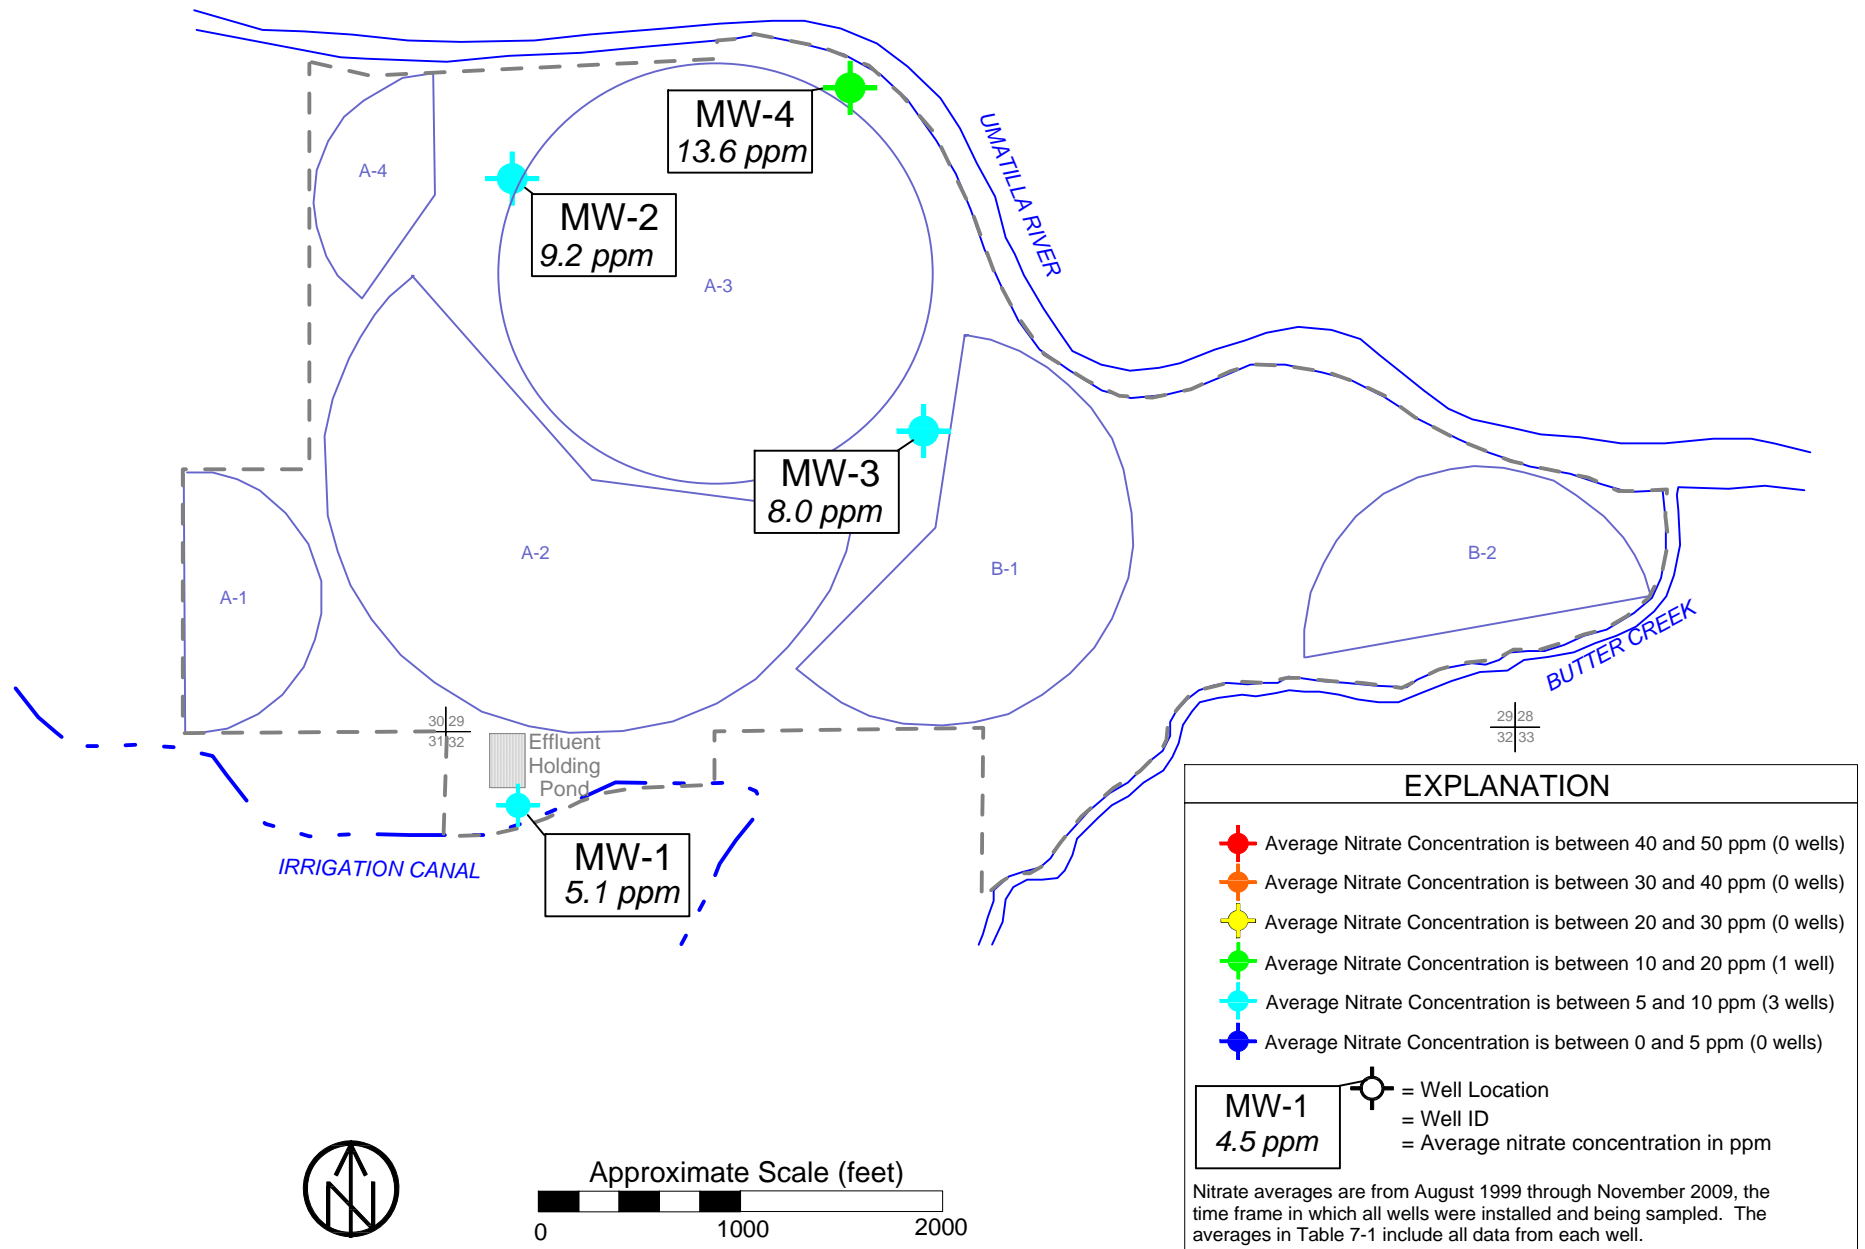 MW-4
13.6 ppm
UMATILLA RIVER
A-4
MW-2
9.2 ppm
A-3
MW-3
8.0 ppm
A-2
B-1
B-2
A-1
BUTTER CREEK
30 29
31 32
29 28
32 33
Effluent
Holding
Pond
IRRIGATION CANAL
MW-1
5.1 ppm
EXPLANATION
Average Nitrate Concentration is between 40 and 50 ppm (0 wells)
Average Nitrate Concentration is between 30 and 40 ppm (0 wells)
Average Nitrate Concentration is between 20 and 30 ppm (0 wells)
Average Nitrate Concentration is between 10 and 20 ppm (1 well)
Average Nitrate Concentration is between 5 and 10 ppm (3 wells)
Average Nitrate Concentration is between 0 and 5 ppm (0 wells)
MW-1
4.5 ppm
= Well Location
= Well ID
= Average nitrate concentration in ppm
Nitrate averages are from August 1999 through November 2009, the
time frame in which all wells were installed and being sampled. The
averages in Table 7-1 include all data from each well.
N
Approximate Scale (feet)
0 1000 2000